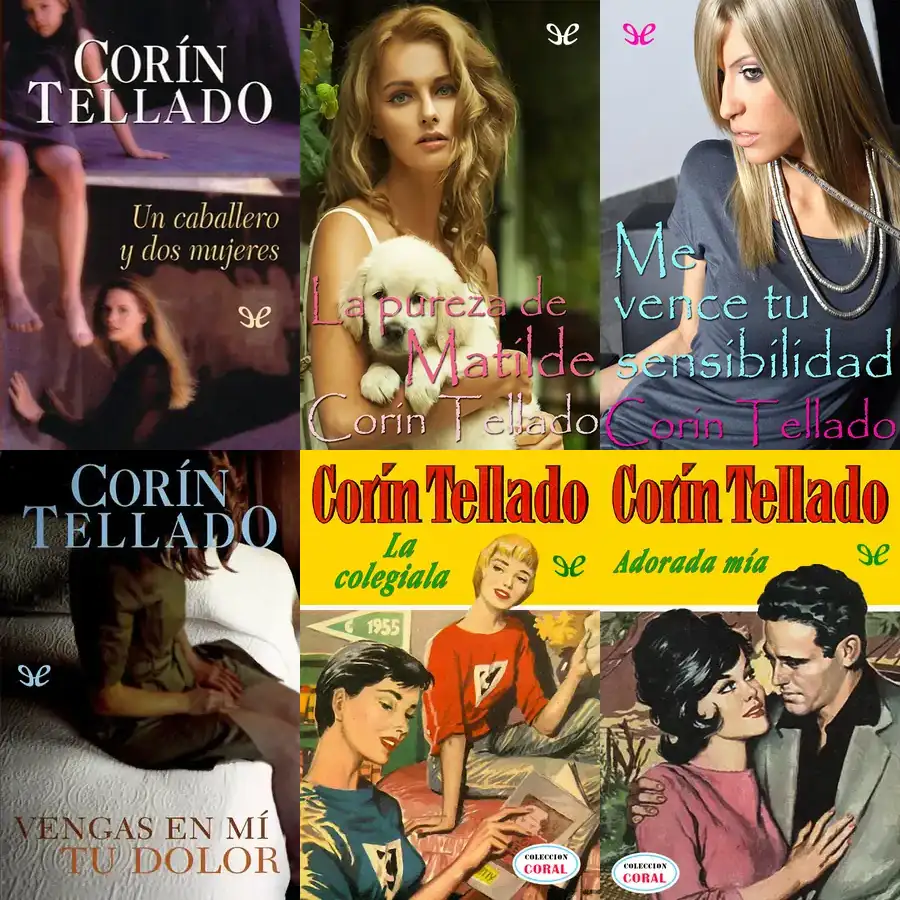 CORÍN
TELLADO
Un caballero
y dos mujeres
La pureza de
Matilde
Corín Tellado
Me
vence tu
sensibilidad
Corín Tellado
CORÍN
TELLADO
VENGAS EN MÍ
TU DOLOR
Corín Tellado
La
colegiala
1955
COLECCION
CORAL
Corín Tellado
Adorada mía
COLECCION
CORAL